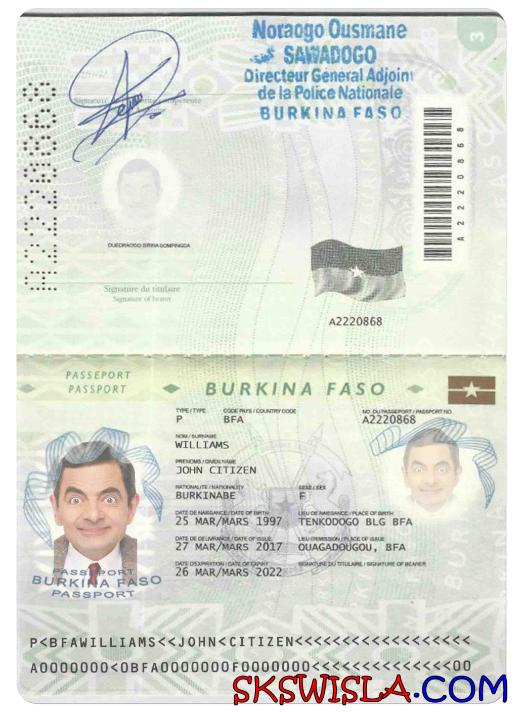 Noraogo Ousmane
SAWADOGO
Directeur Général Adjoint
de la Police Nationale
BURKINA FASO
3
A2220868
A2220868
OUEDRAOGO SIRIRA SOMPINGDA
Signature du titulaire
Signature of bearer
A2220868
PASSEPORT
PASSPORT
BURKINA FASO
TYPE / TYPE CODE PAYS / COUNTRY CODE NO. DU PASSEPORT / PASSPORT NO.
P BFA A2220868
NOM / SURNAME
WILLIAMS
PRENOMS / GIVEN NAME
JOHN CITIZEN
NATIONALITE / NATIONALITY SEXE / SEX
BURKINABE F
DATE DE NAISSANCE / DATE OF BIRTH LIEU DE NAISSANCE / PLACE OF BIRTH
25 MAR/MARS 1997 TENKODOGO BLG BFA
DATE DE DELIVRANCE / DATE OF ISSUE LIEU D'EMISSION / PLACE OF ISSUE
27 MAR/MARS 2017 OUAGADOUGOU, BFA
DATE D'EXPIRATION / DATE OF EXPIRY SIGNATURE DU TITULAIRE / SIGNATURE OF BEARER
26 MAR/MARS 2022
PASSEPORT
BURKINA FASO
PASSPORT
P<BFAWILLIAMS<<JOHN<CITIZEN<<<<<<<<<<<<<<<<<
A0000000<0BFA0000000F0000000<<<<<<<<<<<<<<00
SKSWISLA.COM